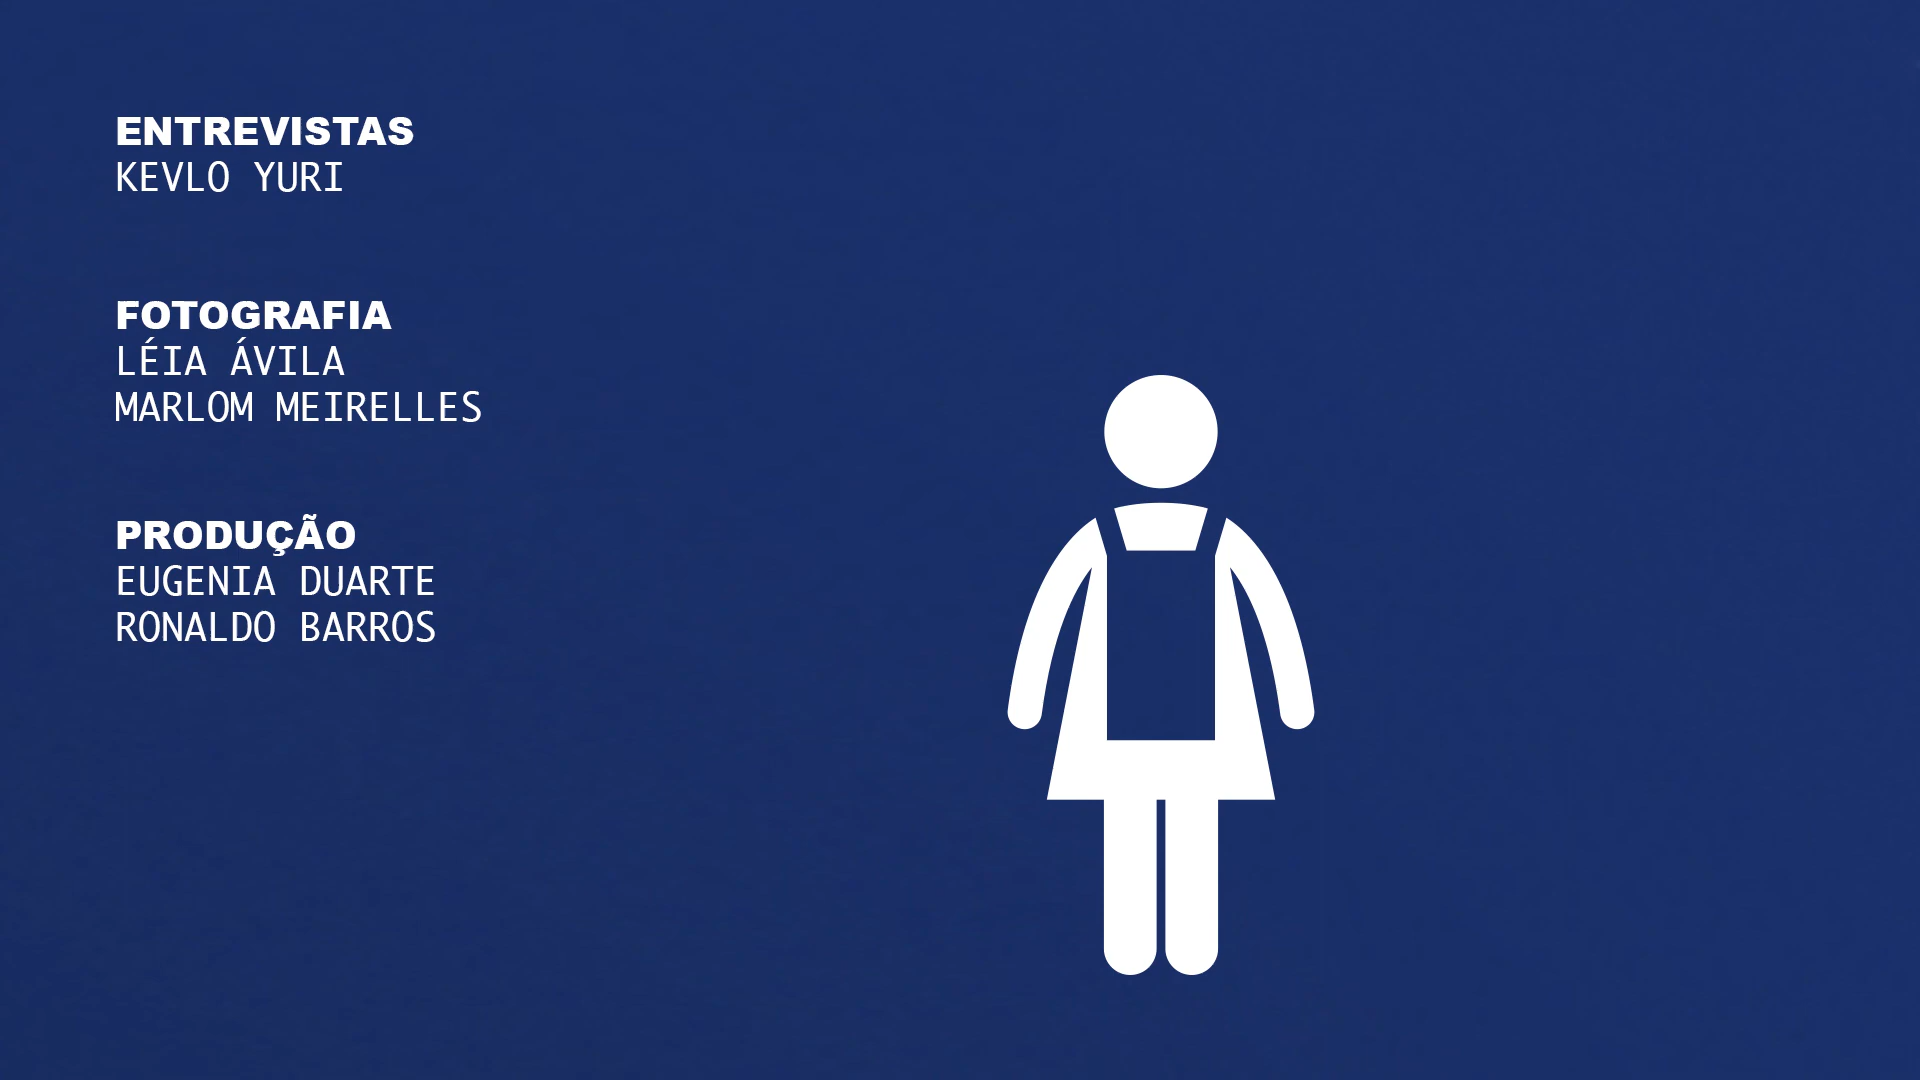 ENTREVISTAS
KEVLO YURI
FOTOGRAFIA
LÉIA ÁVILA
MARLOM MEIRELLES
PRODUÇÃO
EUGENIA DUARTE
RONALDO BARROS